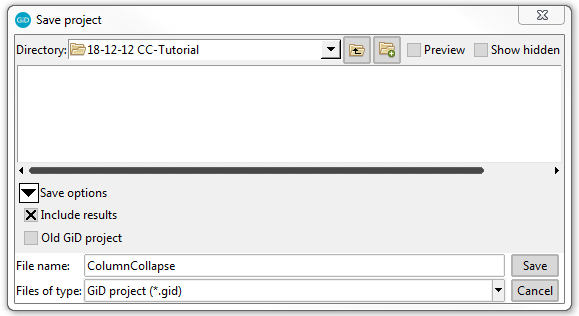 GiD Save project
Directory: 18-12-12 CC-Tutorial Preview Show hidden
Save options
Include results
Old GiD project
File name: ColumnCollapse Save
Files of type: GiD project (*.gid) Cancel